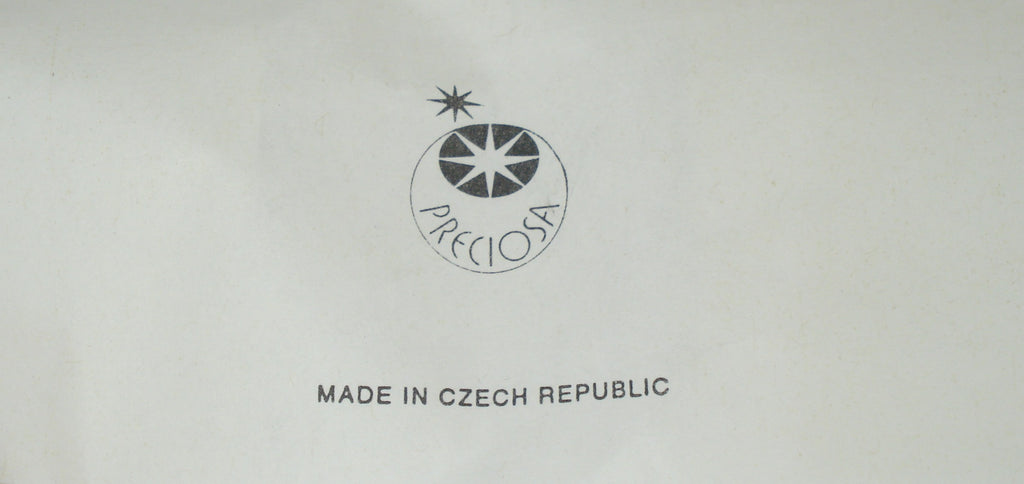 PRECIOSA
MADE IN CZECH REPUBLIC